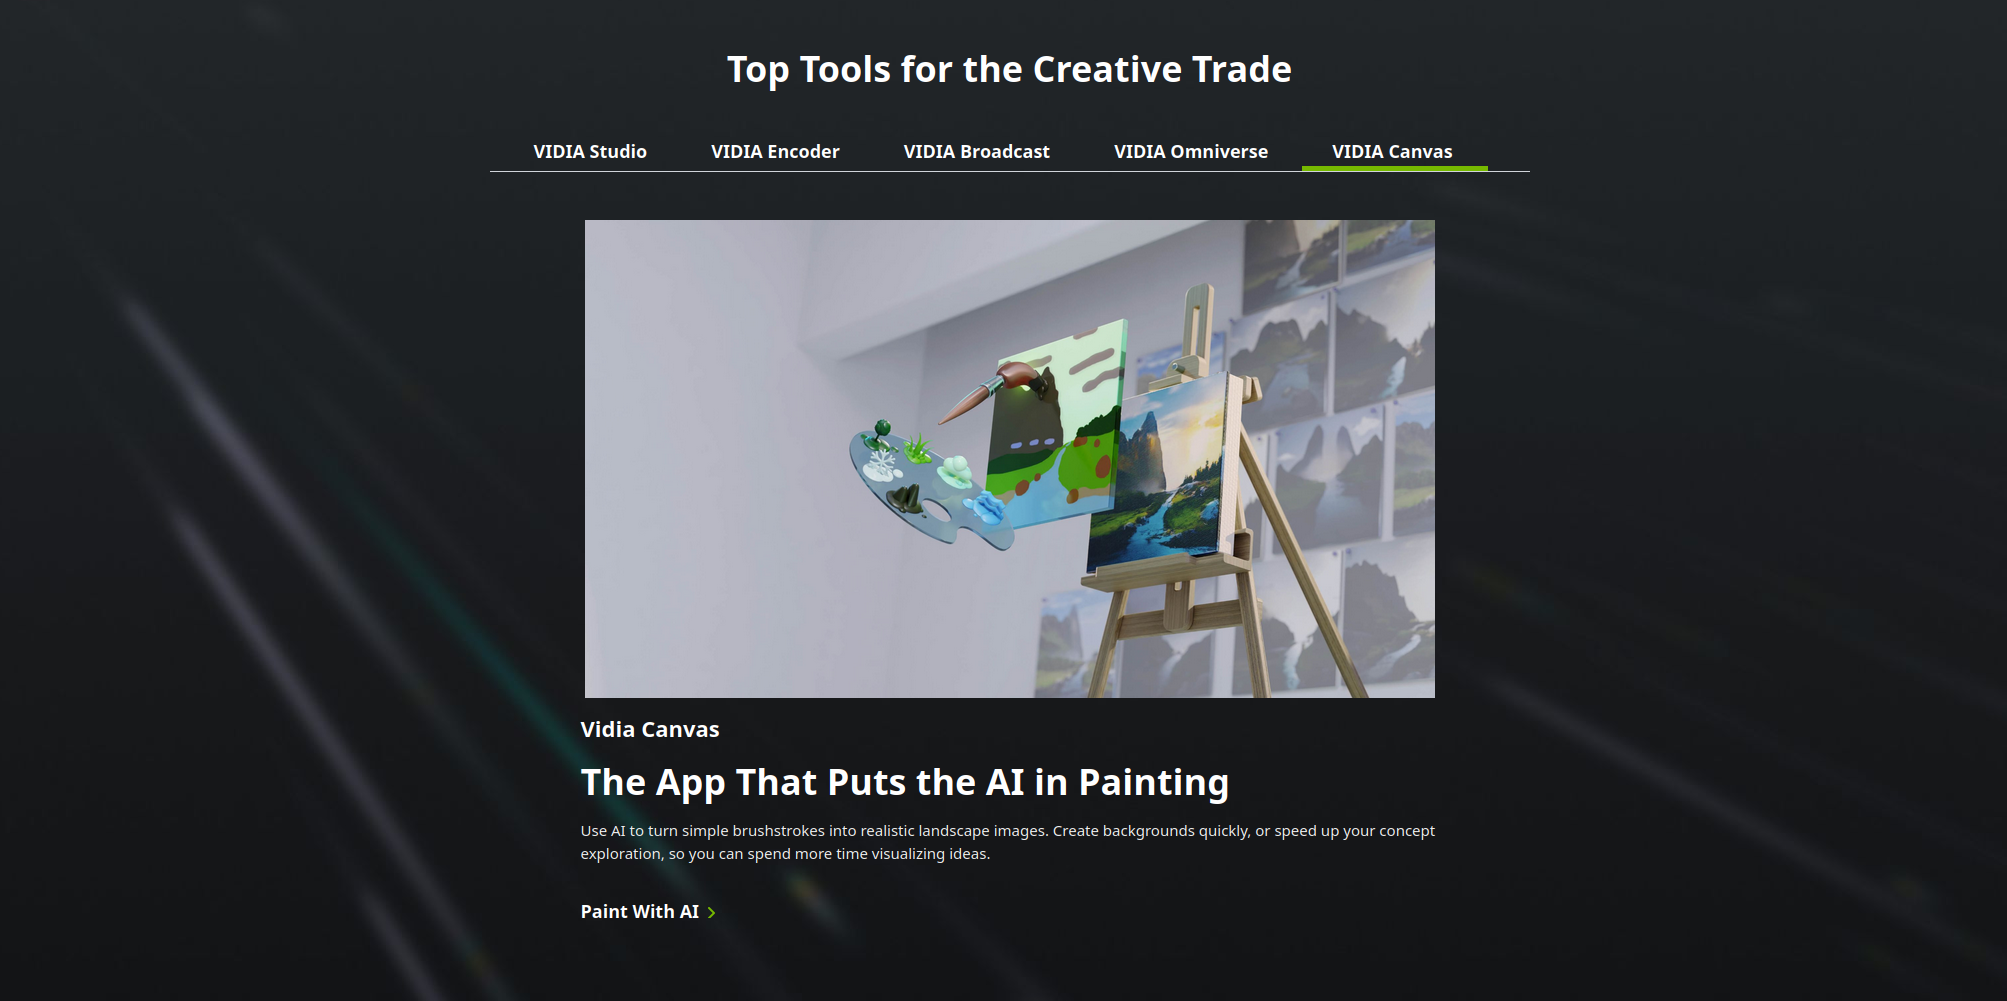 Top Tools for the Creative Trade
VIDIA Studio
VIDIA Encoder
VIDIA Broadcast
VIDIA Omniverse
VIDIA Canvas
Vidia Canvas
The App That Puts the AI in Painting
Use AI to turn simple brushstrokes into realistic landscape images. Create backgrounds quickly, or speed up your concept
exploration, so you can spend more time visualizing ideas.
Paint With AI